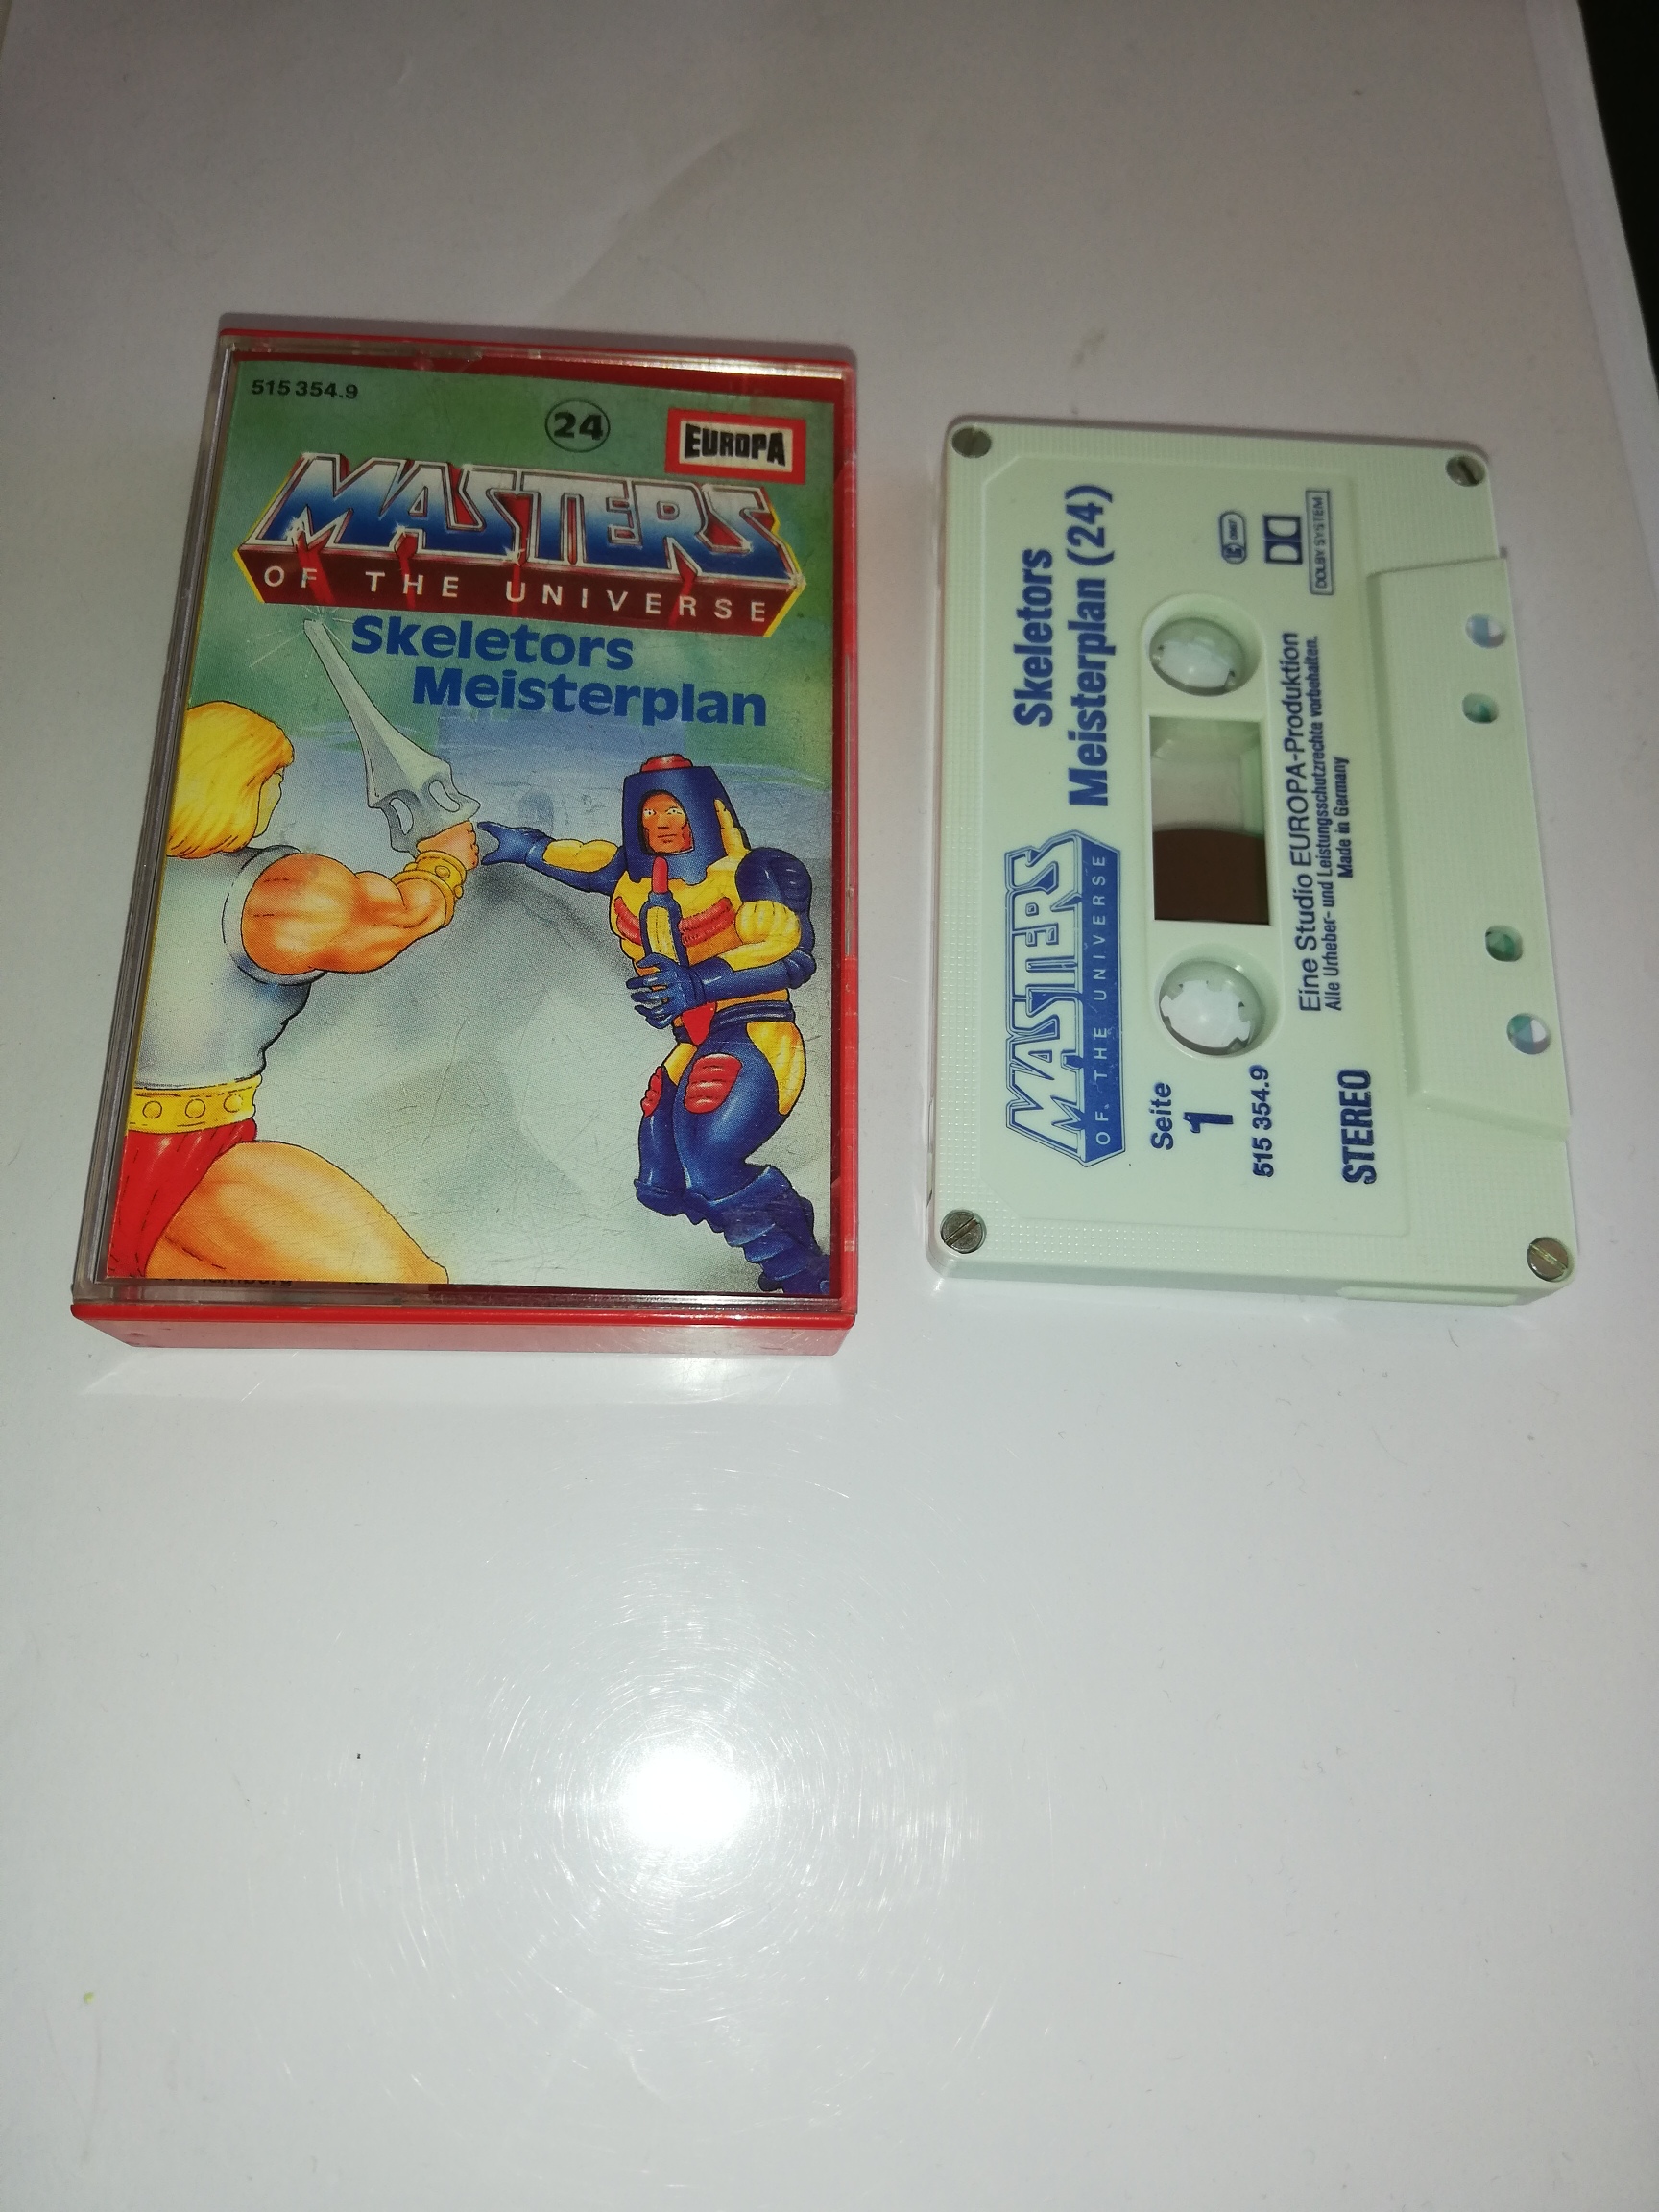 515 354.9
24
EUROPA
MASTERS
OF THE UNIVERSE
Skeletors
Meisterplan
MASTERS
OF THE UNIVERSE
Skeletors
Meisterplan (24)
Seite
1
515 354.9
STEREO
Eine Studio EUROPA-Produktion
Alle Urheber- und Leistungsschutzrechte vorbehalten.
Made in Germany
DOLBY SYSTEM